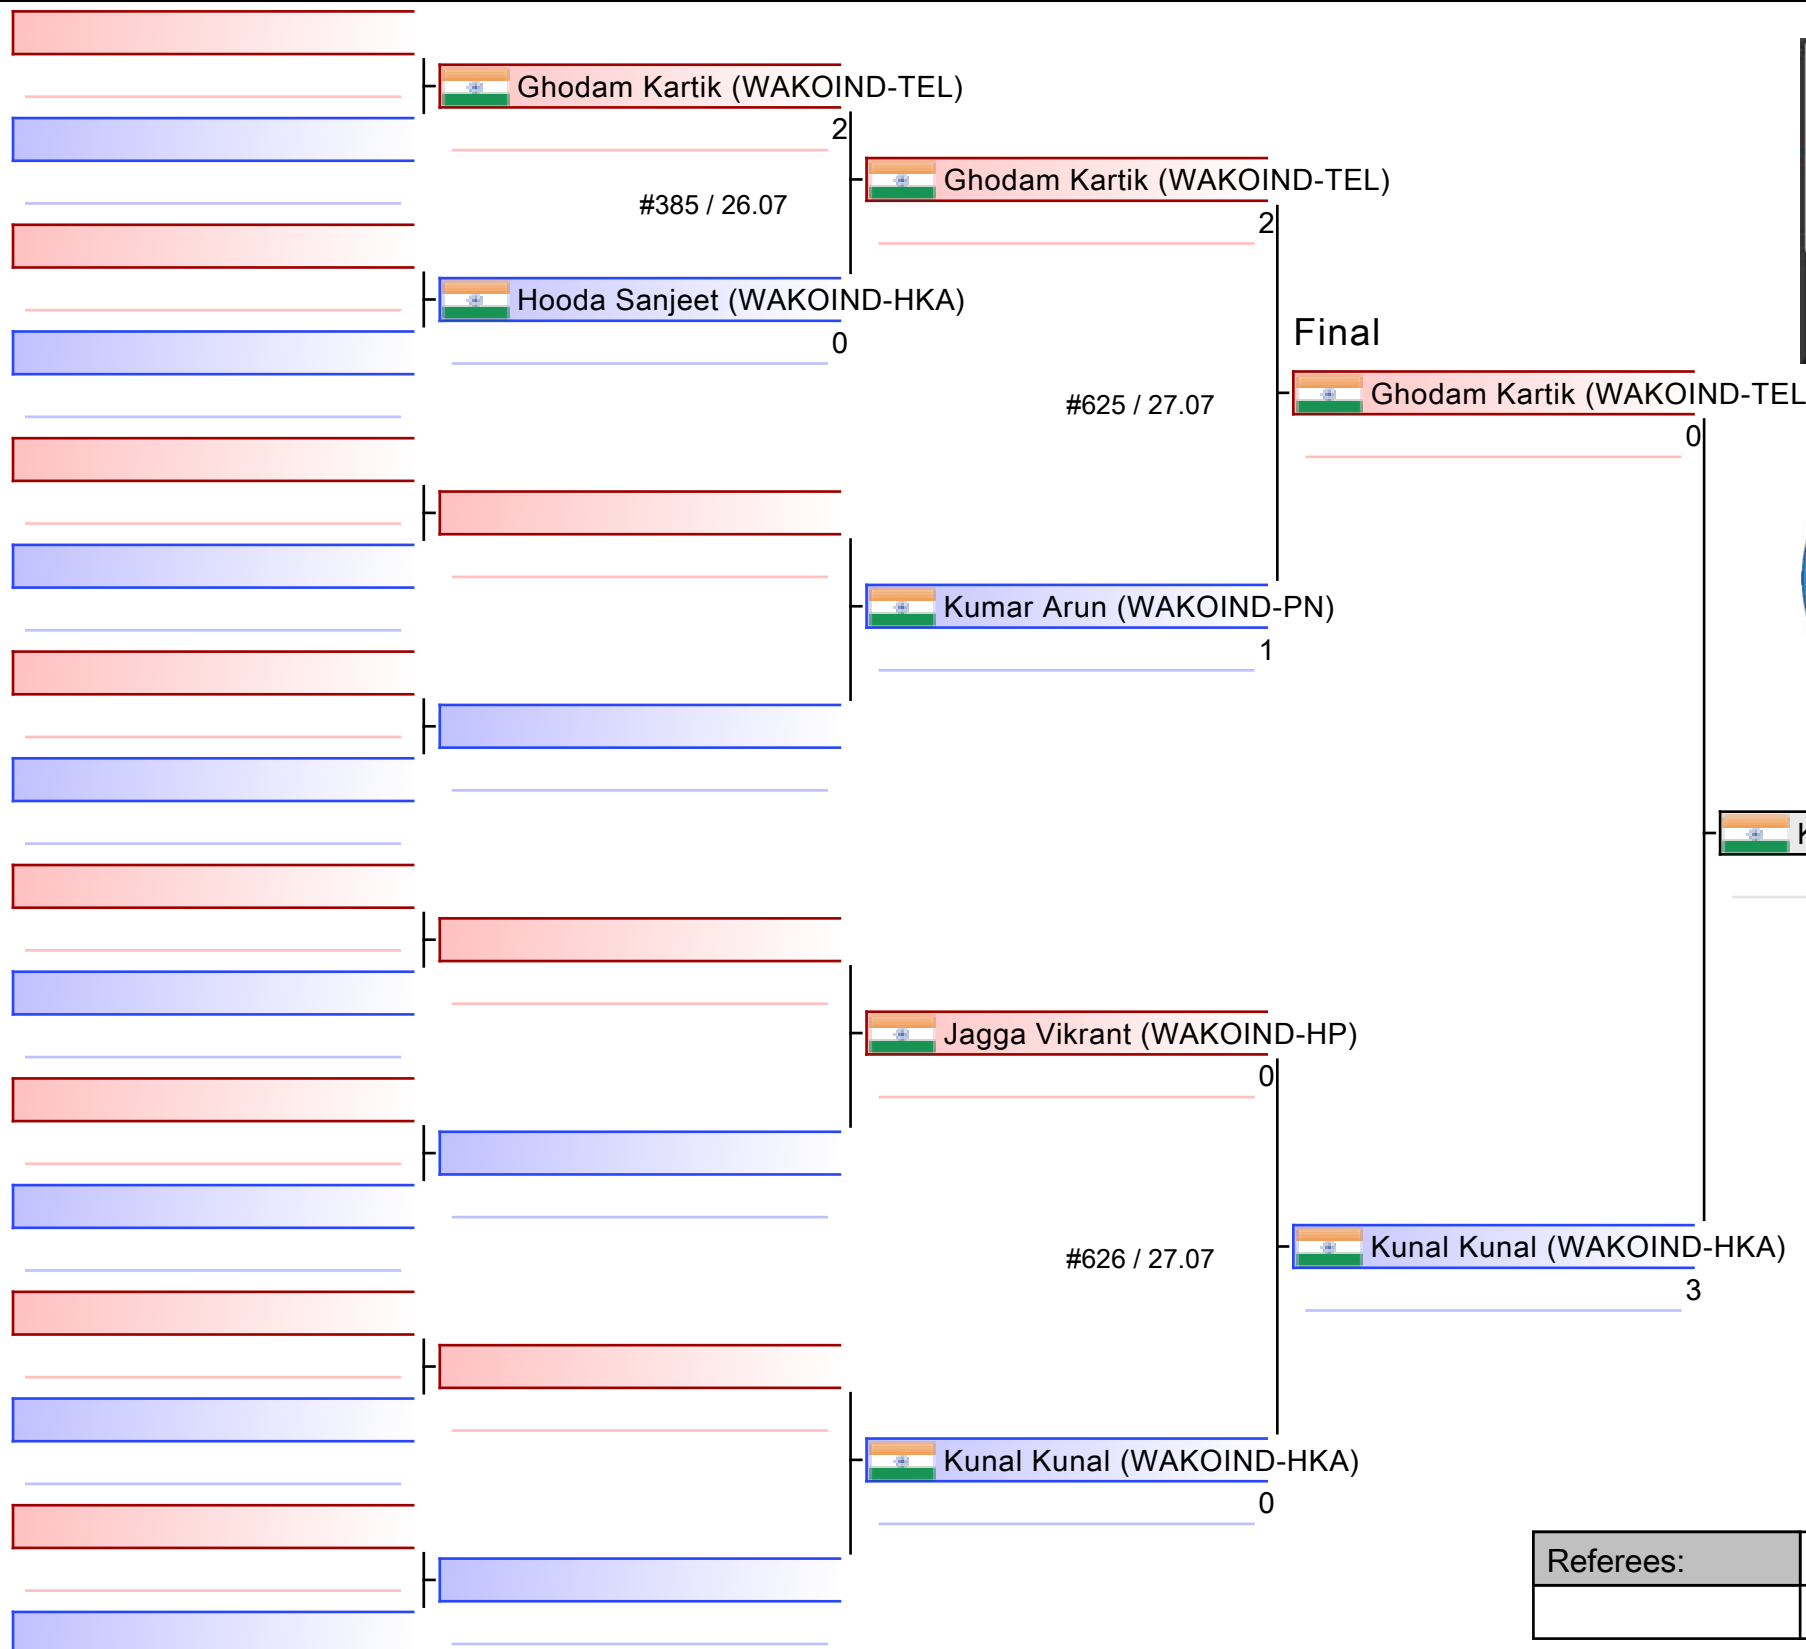 Ghodam Kartik (WAKOIND-TEL)
2
#385 / 26.07
Hooda Sanjeet (WAKOIND-HKA)
0
Ghodam Kartik (WAKOIND-TEL)
2
#625 / 27.07
Kumar Arun (WAKOIND-PN)
1
Jagga Vikrant (WAKOIND-HP)
0
#626 / 27.07
Kunal Kunal (WAKOIND-HKA)
0
Final
Ghodam Kartik (WAKOIND-TEL
0
Kunal Kunal (WAKOIND-HKA)
3
Referees: